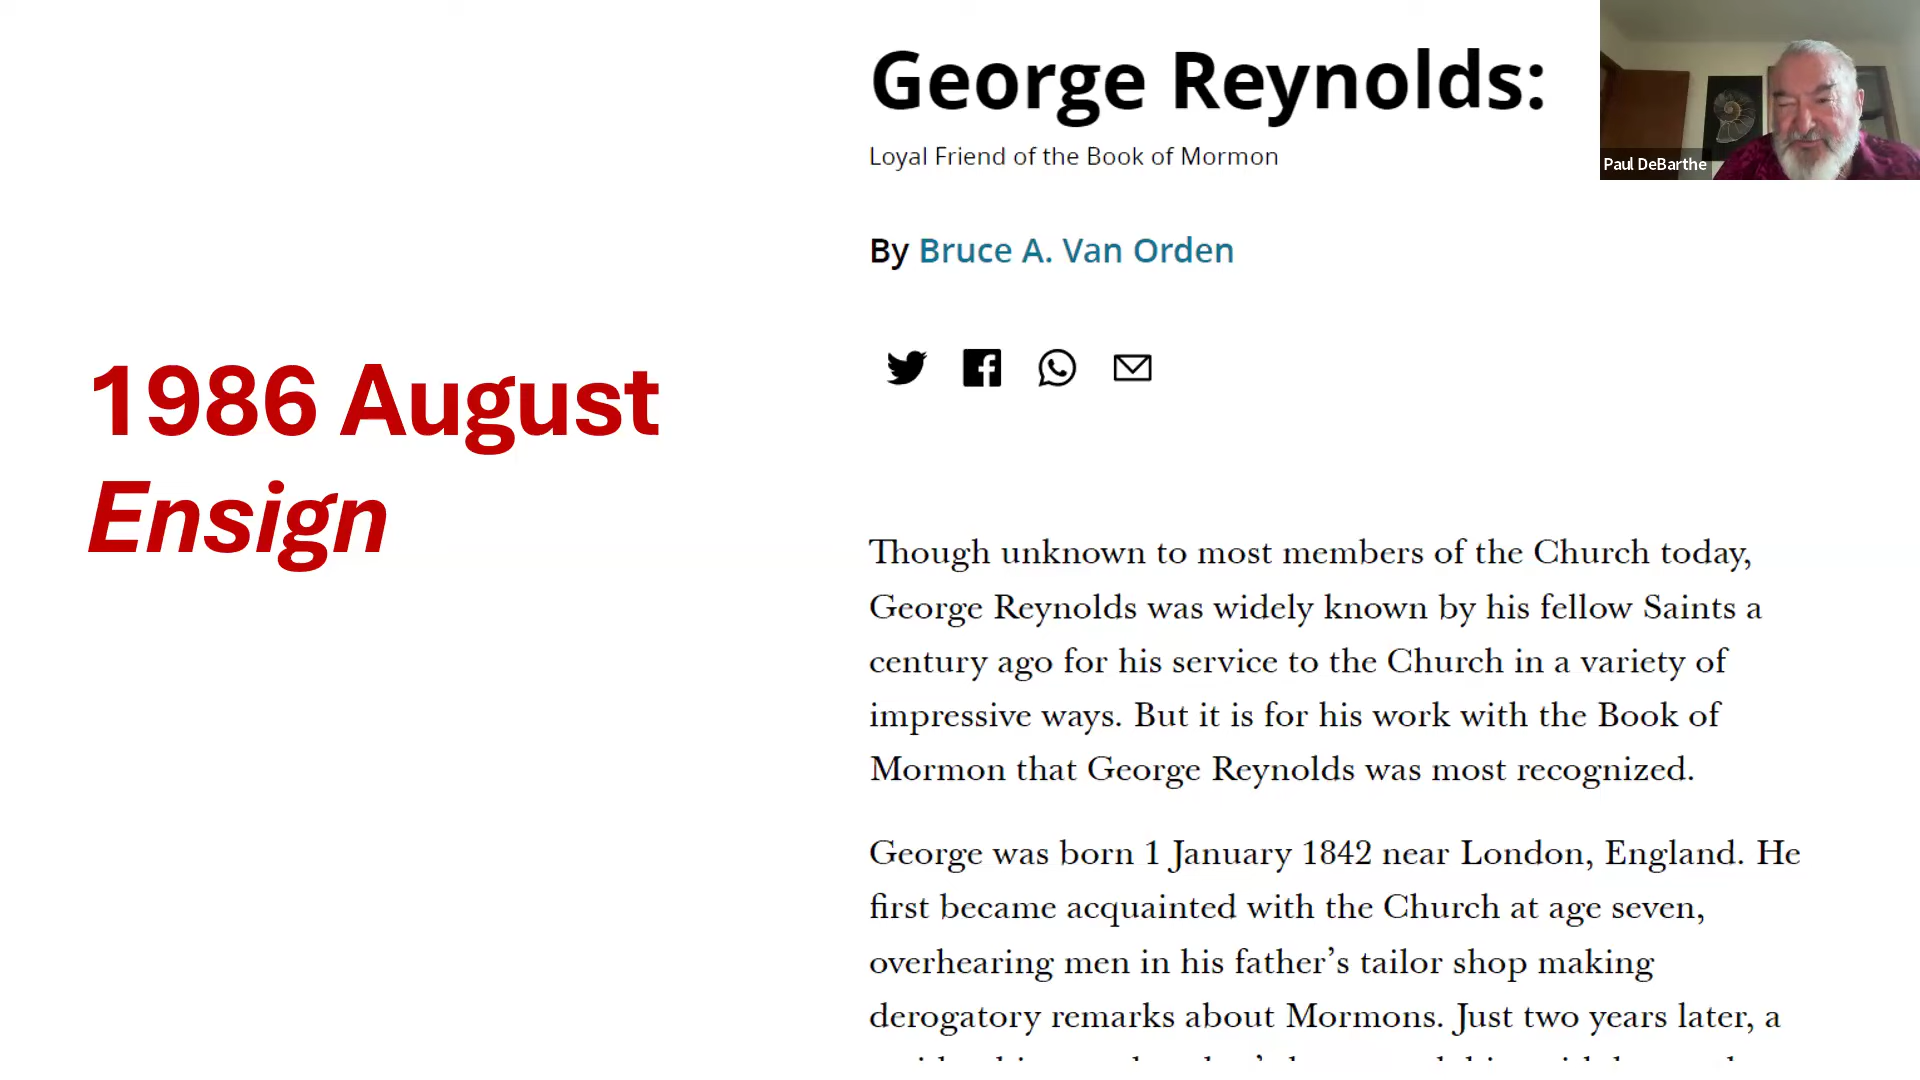 George Reynolds:
Loyal Friend of the Book of Mormon
Paul DeBarthe
By Bruce A. Van Orden
1986 August
Ensign
Though unknown to most members of the Church today,
George Reynolds was widely known by his fellow Saints a
century ago for his service to the Church in a variety of
impressive ways. But it is for his work with the Book of
Mormon that George Reynolds was most recognized.
George was born 1 January 1842 near London, England. He
first became acquainted with the Church at age seven,
overhearing men in his father’s tailor shop making
derogatory remarks about Mormons. Just two years later, a